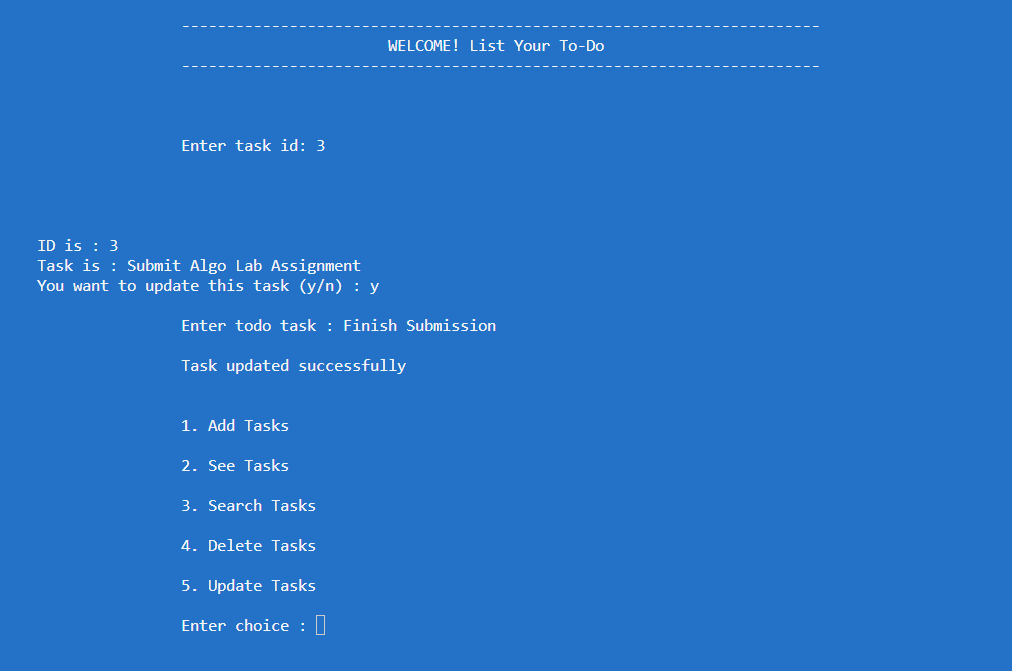 -----------------------------------------------------------------------
WELCOME! List Your To-Do
-----------------------------------------------------------------------
Enter task id: 3
ID is : 3
Task is : Submit Algo Lab Assignment
You want to update this task (y/n) : y
Enter todo task : Finish Submission
Task updated successfully
1. Add Tasks
2. See Tasks
3. Search Tasks
4. Delete Tasks
5. Update Tasks
Enter choice :